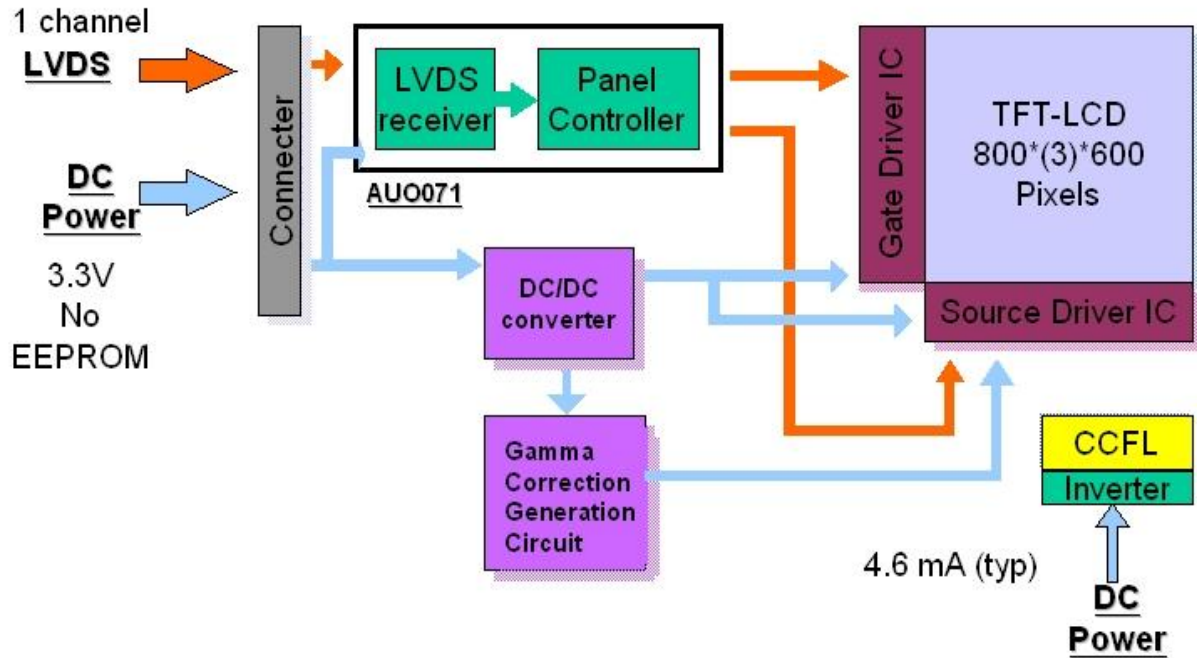 1 channel
LVDS
DC
Power
3.3V
No
EEPROM
Connecter
LVDS
receiver
Panel
Controller
AUO071
DC/DC
converter
Gamma
Correction
Generation
Circuit
Gate Driver IC
TFT-LCD
800*(3)*600
Pixels
Source Driver IC
CCFL
Inverter
4.6 mA (typ)
DC
Power